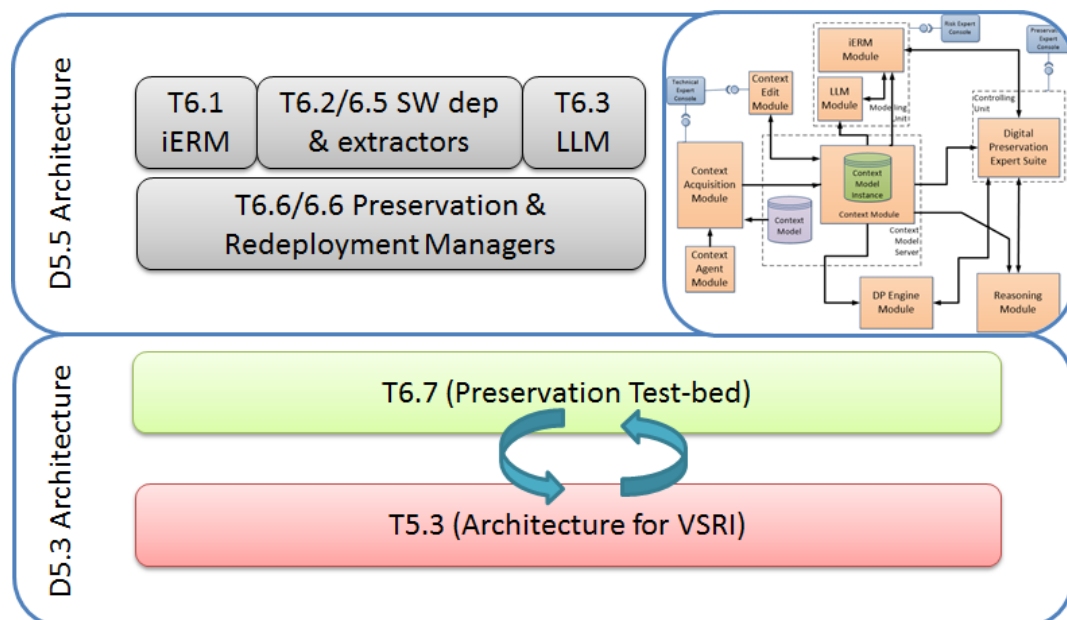 D5.5 Architecture
T6.1
iERM
T6.2/6.5 SW dep
& extractors
T6.3
LLM
T6.6/6.6 Preservation &
Redeployment Managers
Risk Expert
Console
Preservation
Expert
Console
iERM
Module
Technical
Expert
Console
Context
Edit
Module
LLM
Module
Modelling
Unit
Controlling
Unit
Digital
Preservation
Expert Suite
Context
Acquisition
Module
Context
Model
Instance
Context Module
Context
Model
Context
Model
Server
Context
Agent
Module
DP Engine
Module
Reasoning
Module
D5.3 Architecture
T6.7 (Preservation Test-bed)
T5.3 (Architecture for VSRI)